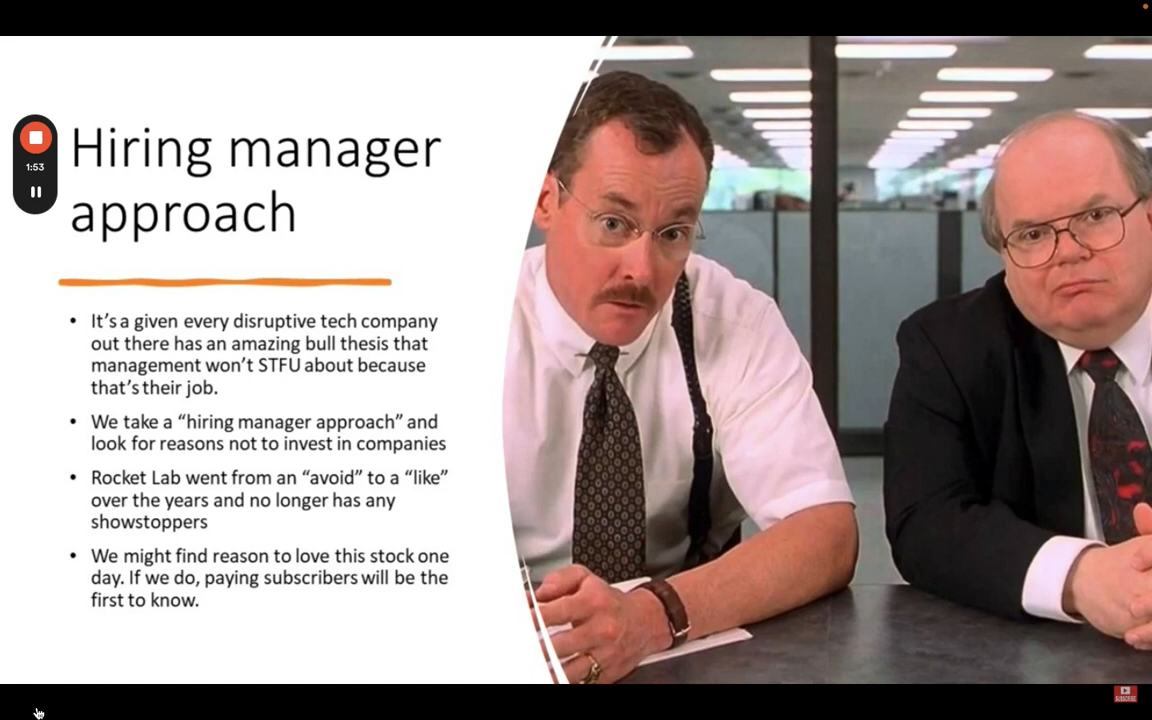 1:53
Hiring manager
approach
• It's a given every disruptive tech company
out there has an amazing bull thesis that
management won't STFU about because
that's their job.
• We take a “hiring manager approach” and
look for reasons not to invest in companies
• Rocket Lab went from an “avoid” to a “like”
over the years and no longer has any
showstoppers
• We might find reason to love this stock one
day. If we do, paying subscribers will be the
first to know.
SUBSCRIBE